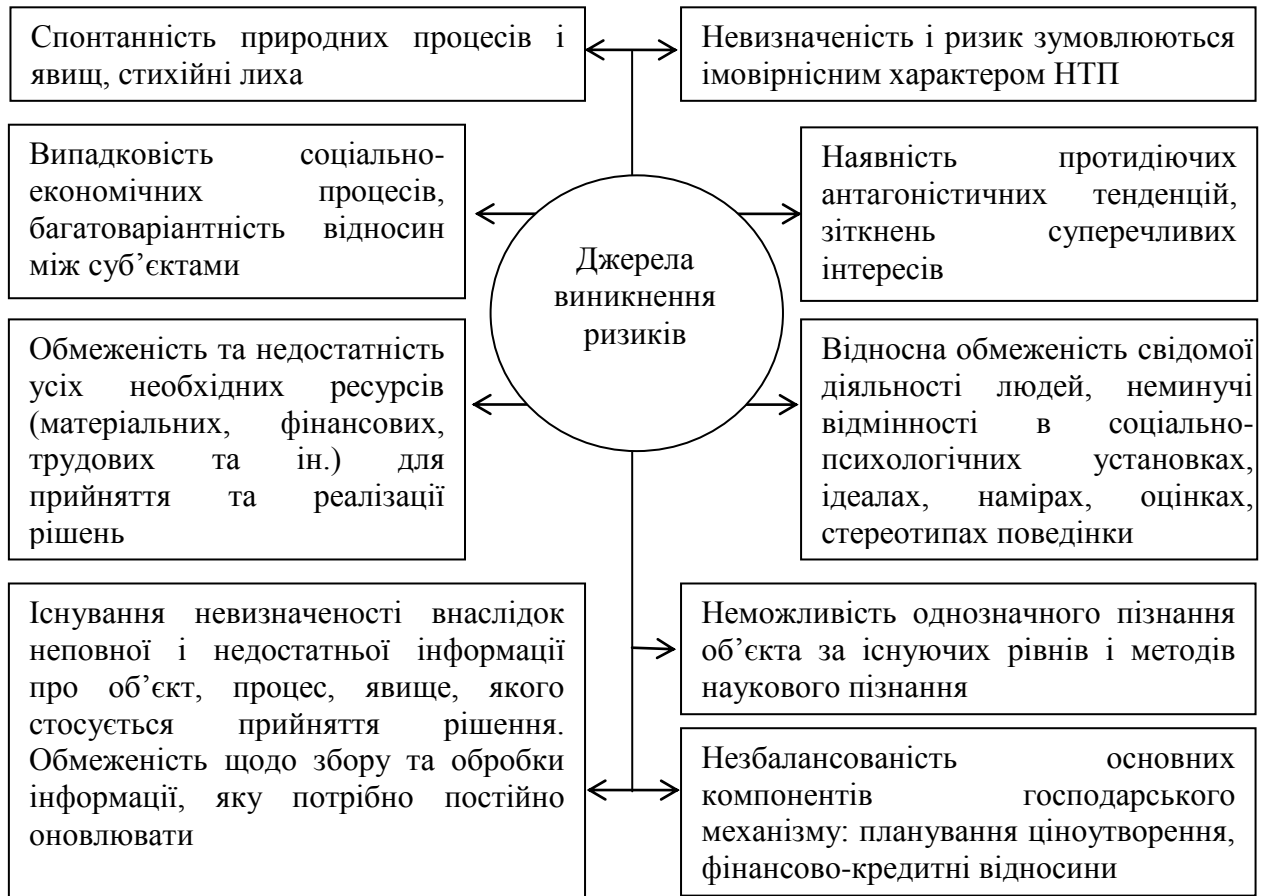 Спонтанність природних процесів і
явищ, стихійні лиха
Невизначеність і ризик зумовлюються
імовірнісним характером НТП
Випадковість соціально-
економічних процесів,
багатоваріантність відносин
між суб’єктами
Наявність протидіючих
антагоністичних тенденцій,
зіткнень суперечливих
інтересів
Джерела
виникнення
ризиків
Обмеженість та недостатність
усіх необхідних ресурсів
(матеріальних, фінансових,
трудових та ін.) для
прийняття та реалізації
рішень
Відносна обмеженість свідомої
діяльності людей, неминучі
відмінності в соціально-
психологічних установках,
ідеалах, намірах, оцінках,
стереотипах поведінки
Існування невизначеності внаслідок
неповної і недостатньої інформації
про об’єкт, процес, явище, якого
стосується прийняття рішення.
Обмеженість щодо збору та обробки
інформації, яку потрібно постійно
оновлювати
Неможливість однозначного пізнання
об’єкта за існуючих рівнів і методів
наукового пізнання
Незбалансованість основних
компонентів господарського
механізму: планування ціноутворення,
фінансово-кредитні відносини